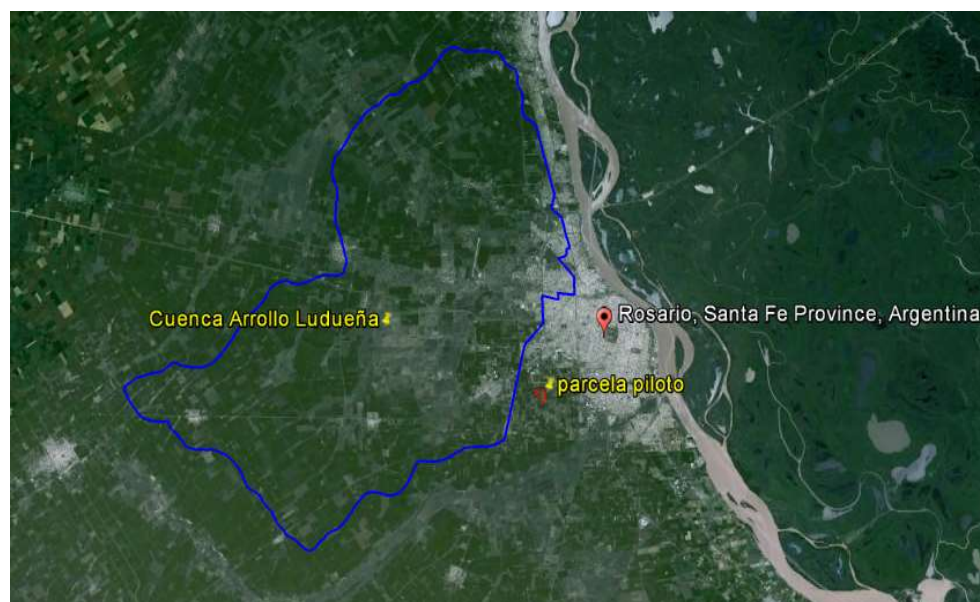 Rosario, Santa Fe Province, Argentina
Cuenca Arrollo Ludueña
parcela piloto